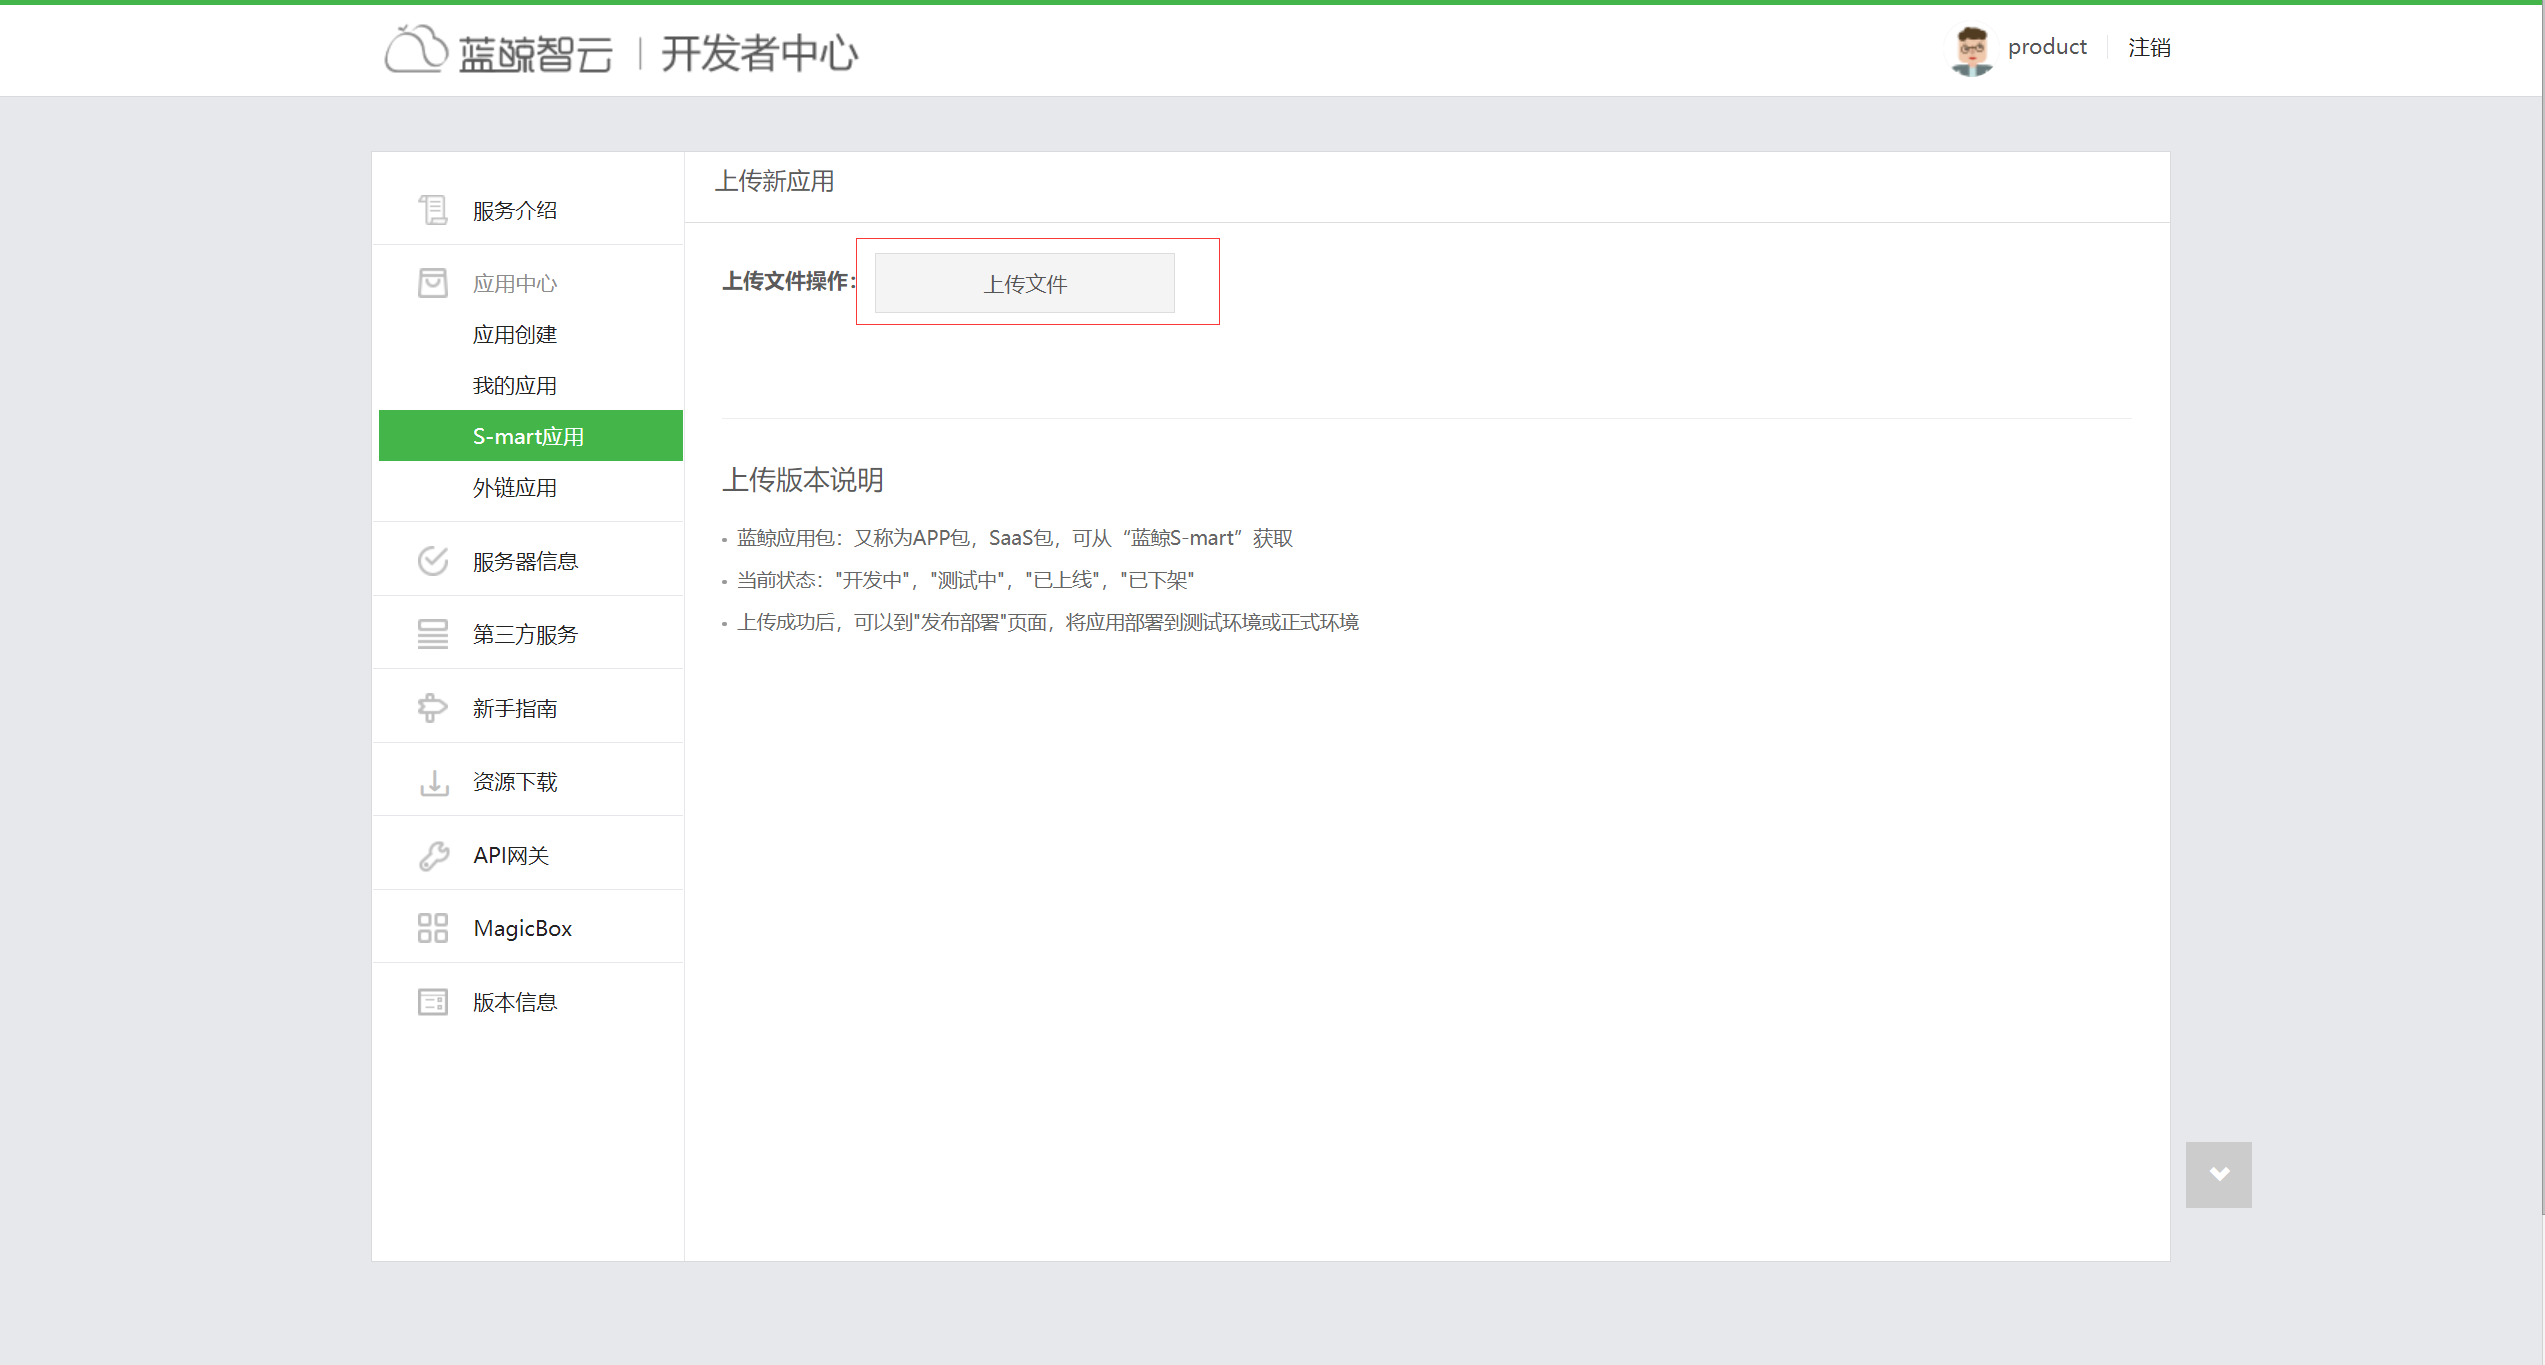 蓝鲸智云 | 开发者中心
product
注销
服务介绍
应用中心
应用创建
我的应用
S-mart应用
外链应用
服务器信息
第三方服务
新手指南
资源下载
API网关
MagicBox
版本信息
上传新应用
上传文件操作：
上传文件
上传版本说明
• 蓝鲸应用包：又称为APP包，SaaS包，可从“蓝鲸S-mart”获取
• 当前状态："开发中"，"测试中"，"已上线"，"已下架"
• 上传成功后，可以到"发布部署"页面，将应用部署到测试环境或正式环境